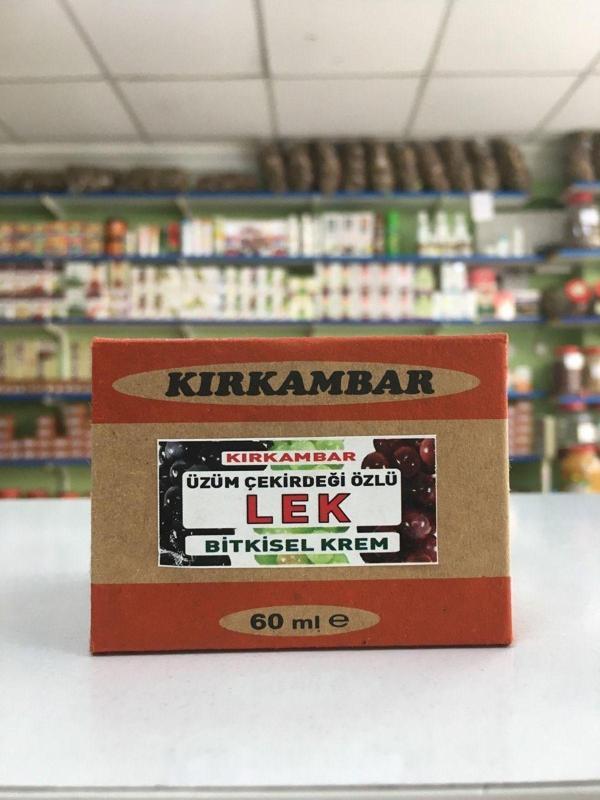 KIRKAMBAR
KIRKAMBAR
ÜZÜM ÇEKİRDEĞİ ÖZLÜ
LEK
BİTKİSEL KREM
60 ml e